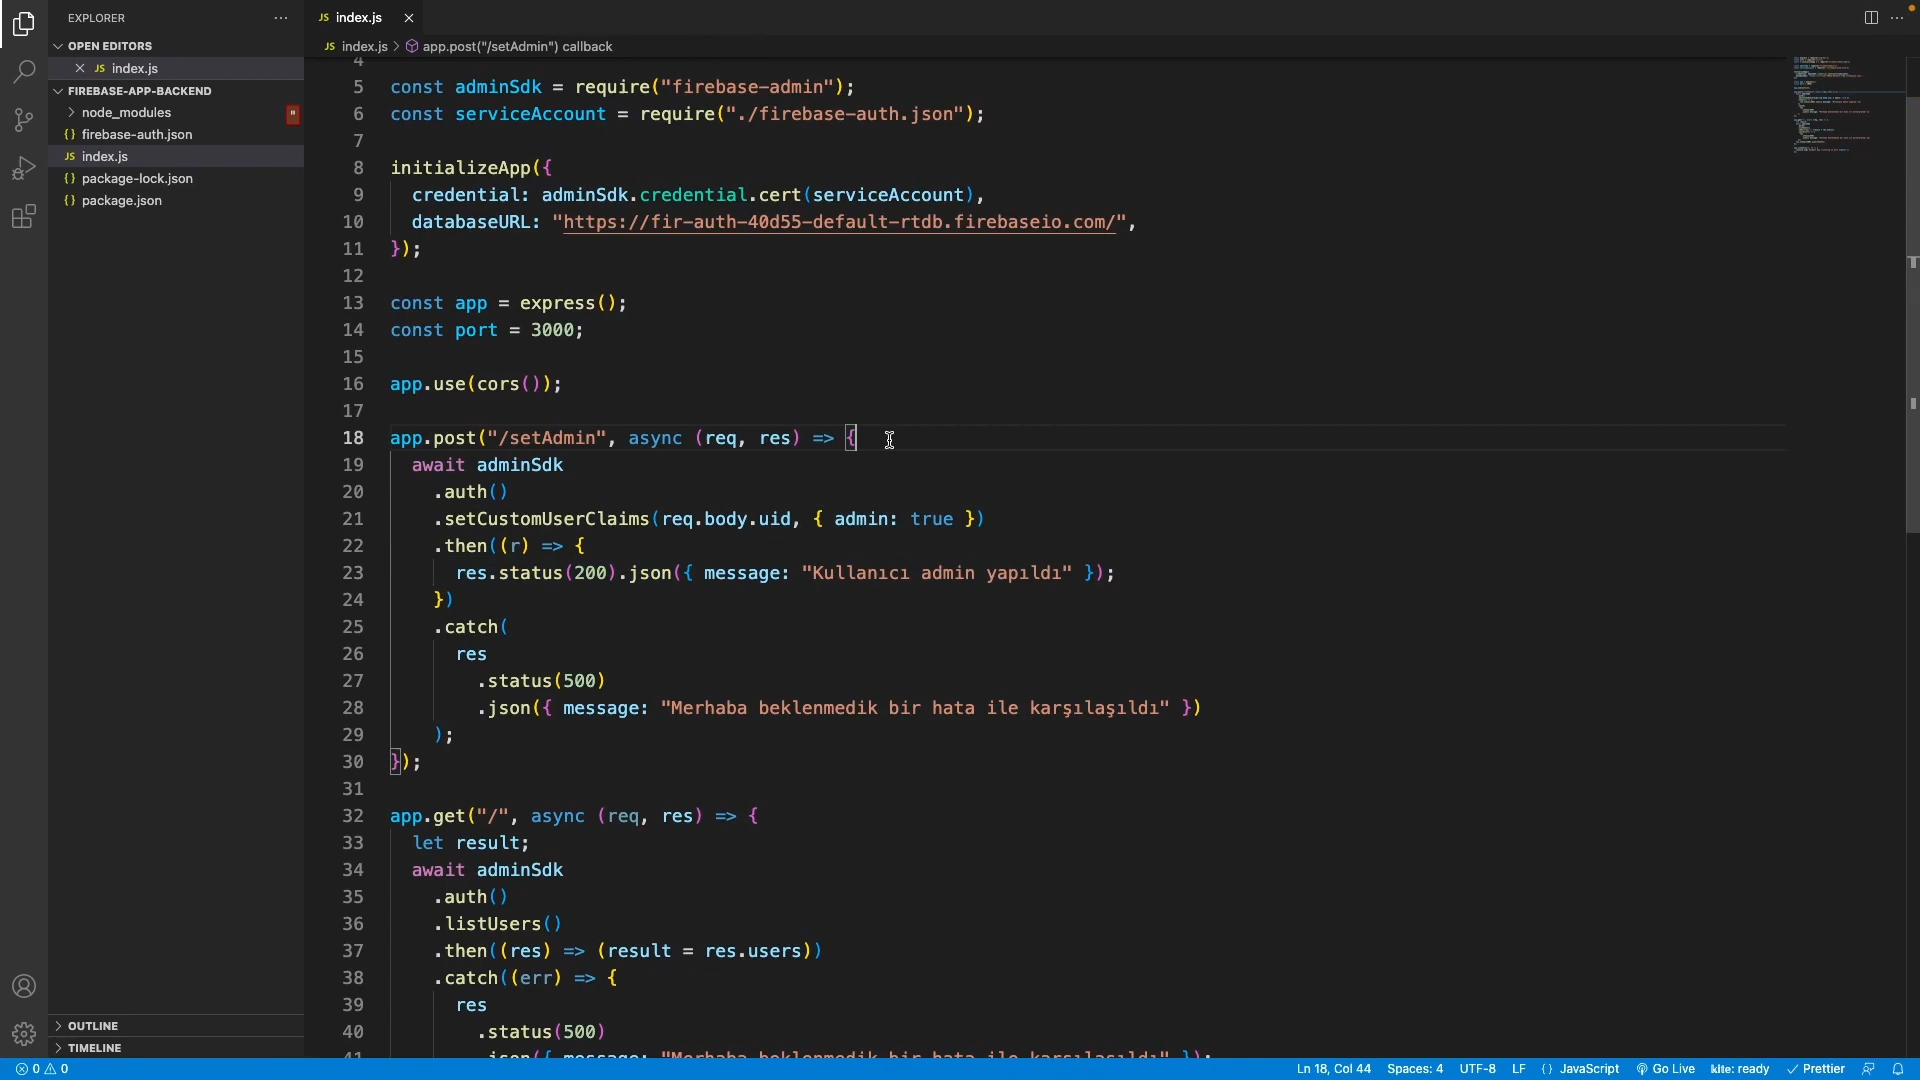 EXPLORER
OPEN EDITORS
JS index.js
FIREBASE-APP-BACKEND
node_modules
{} firebase-auth.json
JS index.js
{} package-lock.json
{} package.json
OUTLINE
TIMELINE
JS index.js
JS index.js > app.post("/setAdmin") callback
4
5 const adminSdk = require("firebase-admin");
6 const serviceAccount = require("./firebase-auth.json");
7
8 initializeApp({
9 credential: adminSdk.credential.cert(serviceAccount),
10 databaseURL: "https://fir-auth-40d55-default-rtdb.firebaseio.com/",
11 });
12
13 const app = express();
14 const port = 3000;
15
16 app.use(cors());
17
18 app.post("/setAdmin", async (req, res) => {
19 await adminSdk
20 .auth()
21 .setCustomUserClaims(req.body.uid, { admin: true })
22 .then((r) => {
23 res.status(200).json({ message: "Kullanıcı admin yapıldı" });
24 })
25 .catch(
26 res
27 .status(500)
28 .json({ message: "Merhaba beklenmedik bir hata ile karşılaşıldı" })
29 );
30 });
31
32 app.get("/", async (req, res) => {
33 let result;
34 await adminSdk
35 .auth()
36 .listUsers()
37 .then((res) => (result = res.users))
38 .catch((err) => {
39 res
40 .status(500)
41 .json({ message: "Merhaba beklenmedik bir hata ile karşılaşıldı" });
0 0
Ln 18, Col 44 Spaces: 4 UTF-8 LF {} JavaScript Go Live kite: ready Prettier